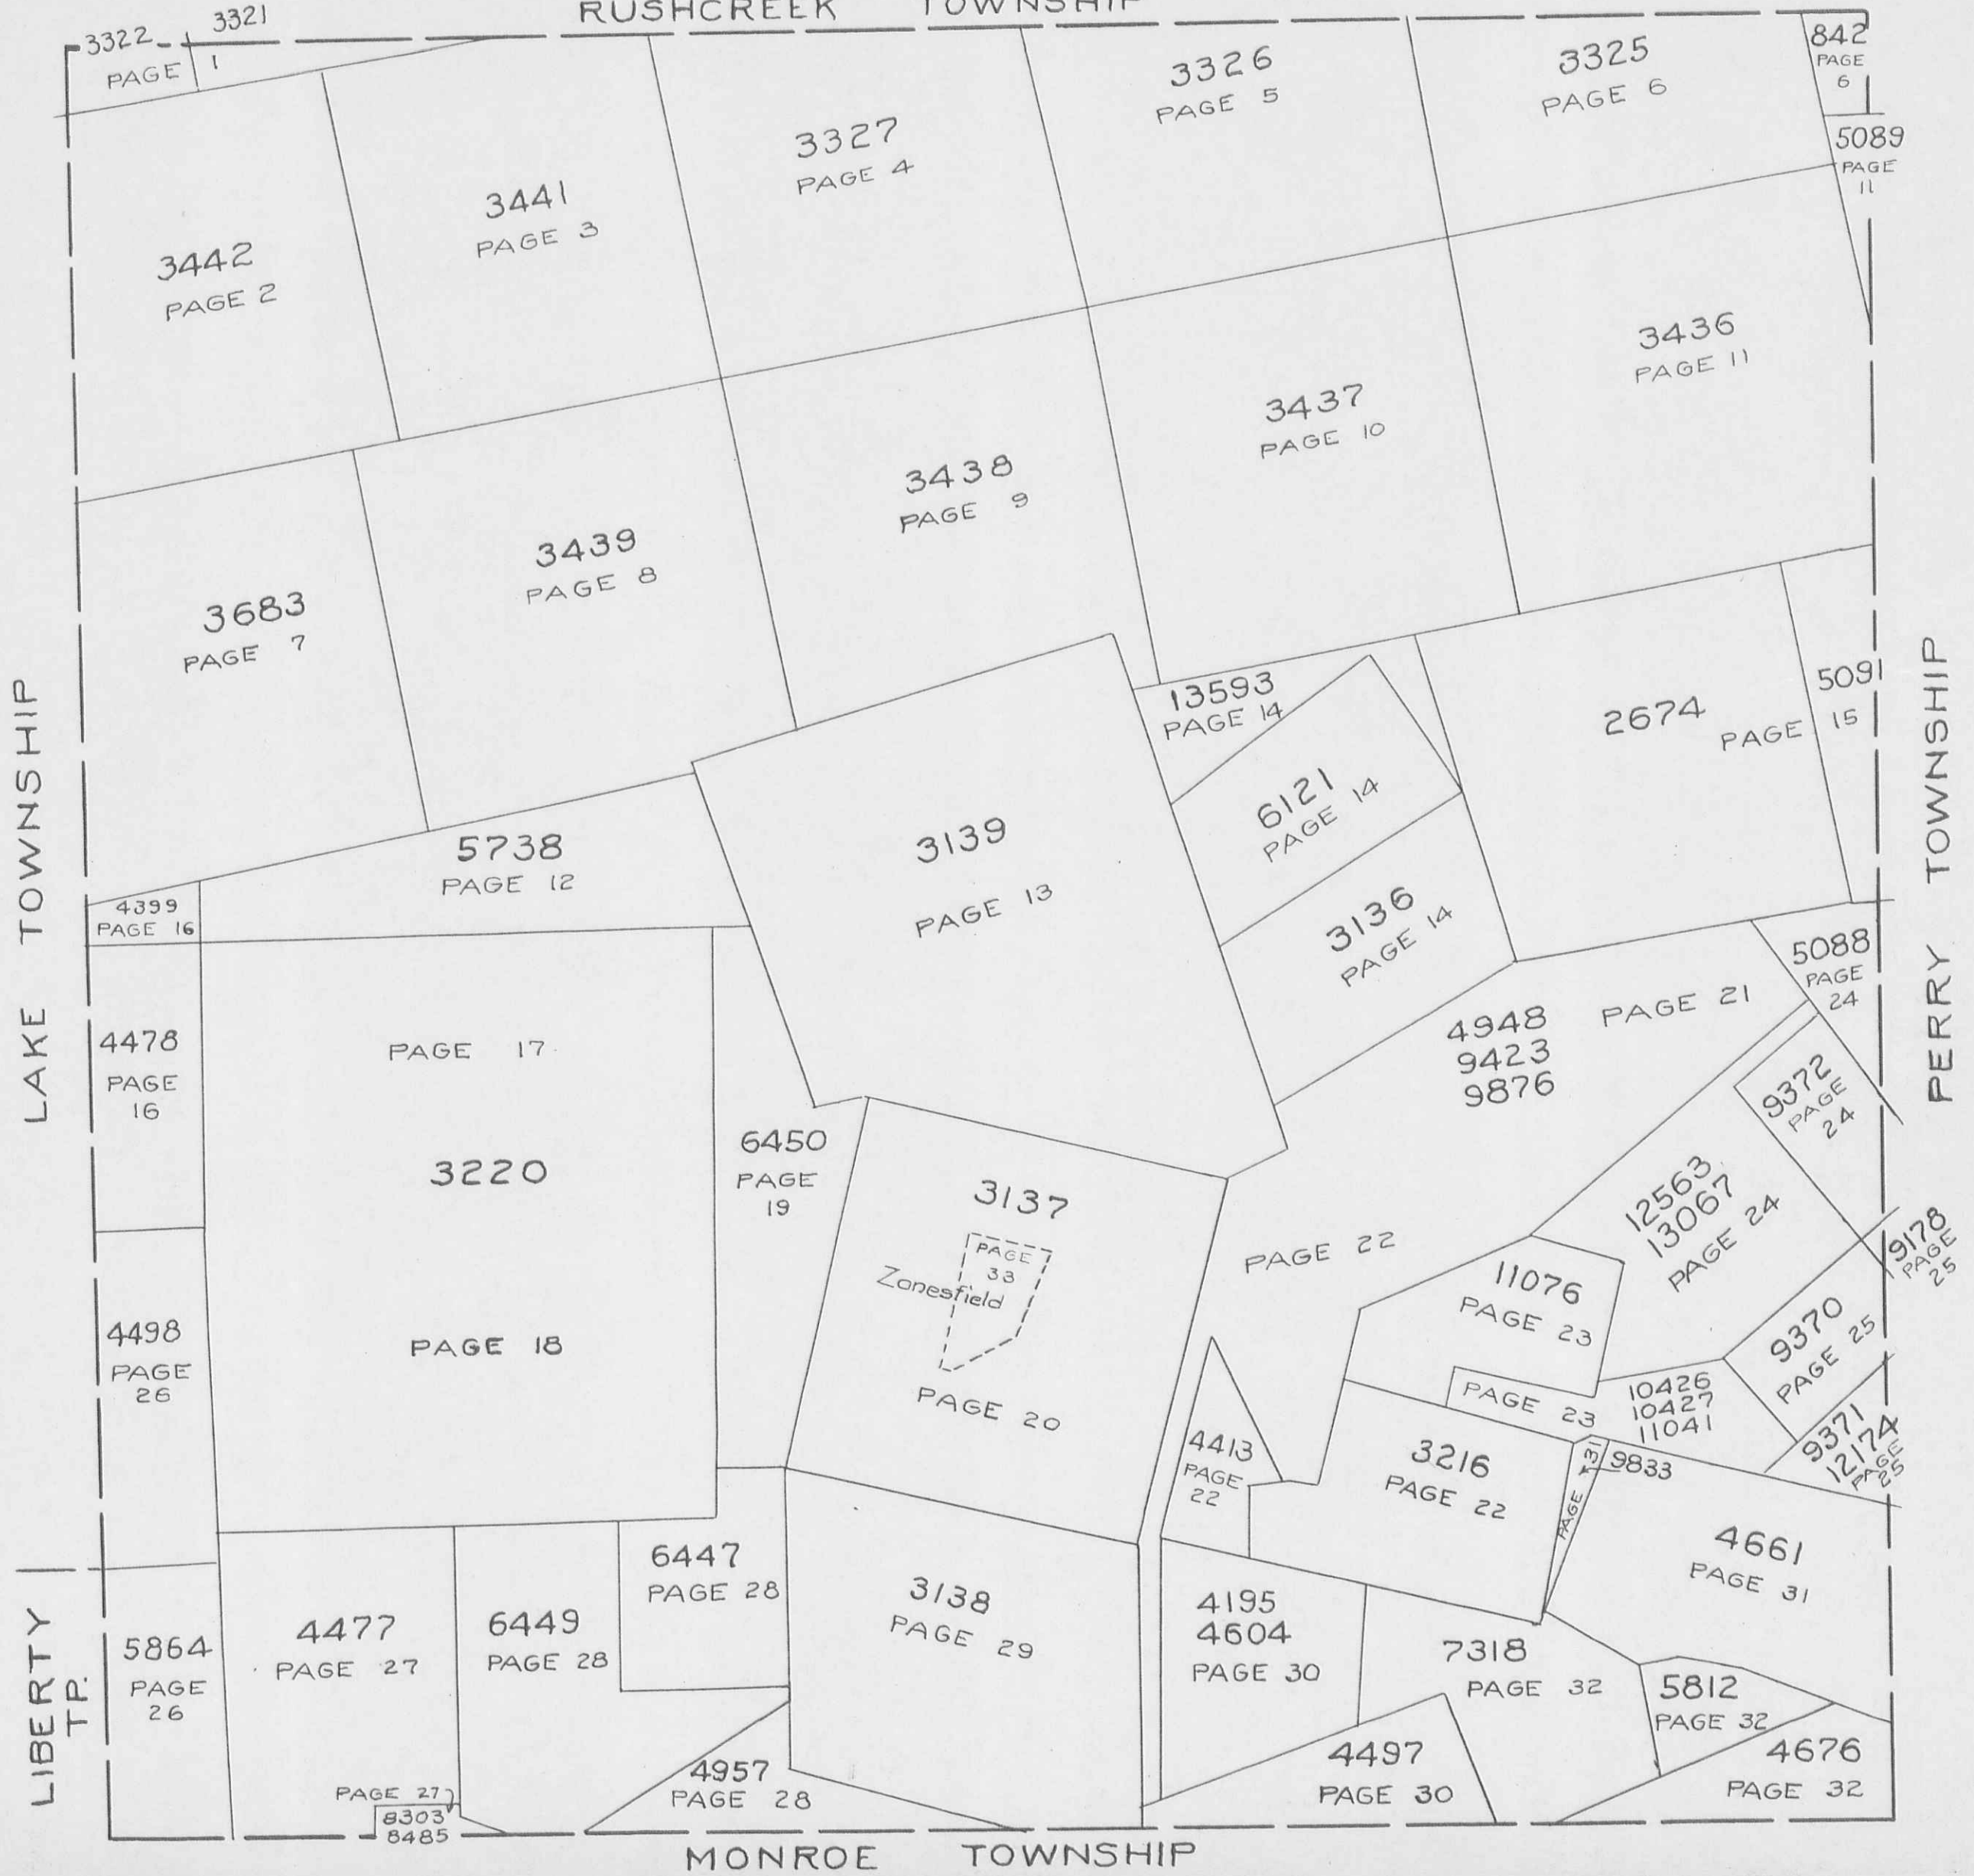 RUSHCREEK TOWNSHIP
3322
3321
PAGE 1
842
PAGE
6
3326
PAGE 5
3325
PAGE 6
5089
PAGE
11
3327
PAGE 4
3441
PAGE 3
3442
PAGE 2
3436
PAGE 11
3437
PAGE 10
3438
PAGE 9
3439
PAGE 8
3683
PAGE 7
LAKE TOWNSHIP
PERRY TOWNSHIP
13593
PAGE 14
2674
5091
PAGE 15
6121
PAGE 14
3139
PAGE 13
5738
PAGE 12
4399
PAGE 16
3136
PAGE 14
5088
PAGE
24
PAGE 21
4948
9423
9876
4478
PAGE
16
PAGE 17
3220
PAGE 18
6450
PAGE
19
9372
PAGE
24
3137
PAGE
33
Zanesfield
PAGE 20
PAGE 22
12563
13067
PAGE 24
9178
PAGE
25
11076
PAGE 23
9370
PAGE 25
4498
PAGE
26
PAGE 23
10426
10427
11041
9371
12174
PAGE
25
4413
PAGE
22
3216
PAGE 22
PAGE 31
9833
4661
PAGE 31
6447
PAGE 28
3138
PAGE 29
4195
4604
PAGE 30
LIBERTY
TP.
5864
PAGE
26
4477
PAGE 27
6449
PAGE 28
7318
PAGE 32
5812
PAGE 32
4957
PAGE 28
4497
PAGE 30
4676
PAGE 32
PAGE 27
8303
8485
MONROE TOWNSHIP